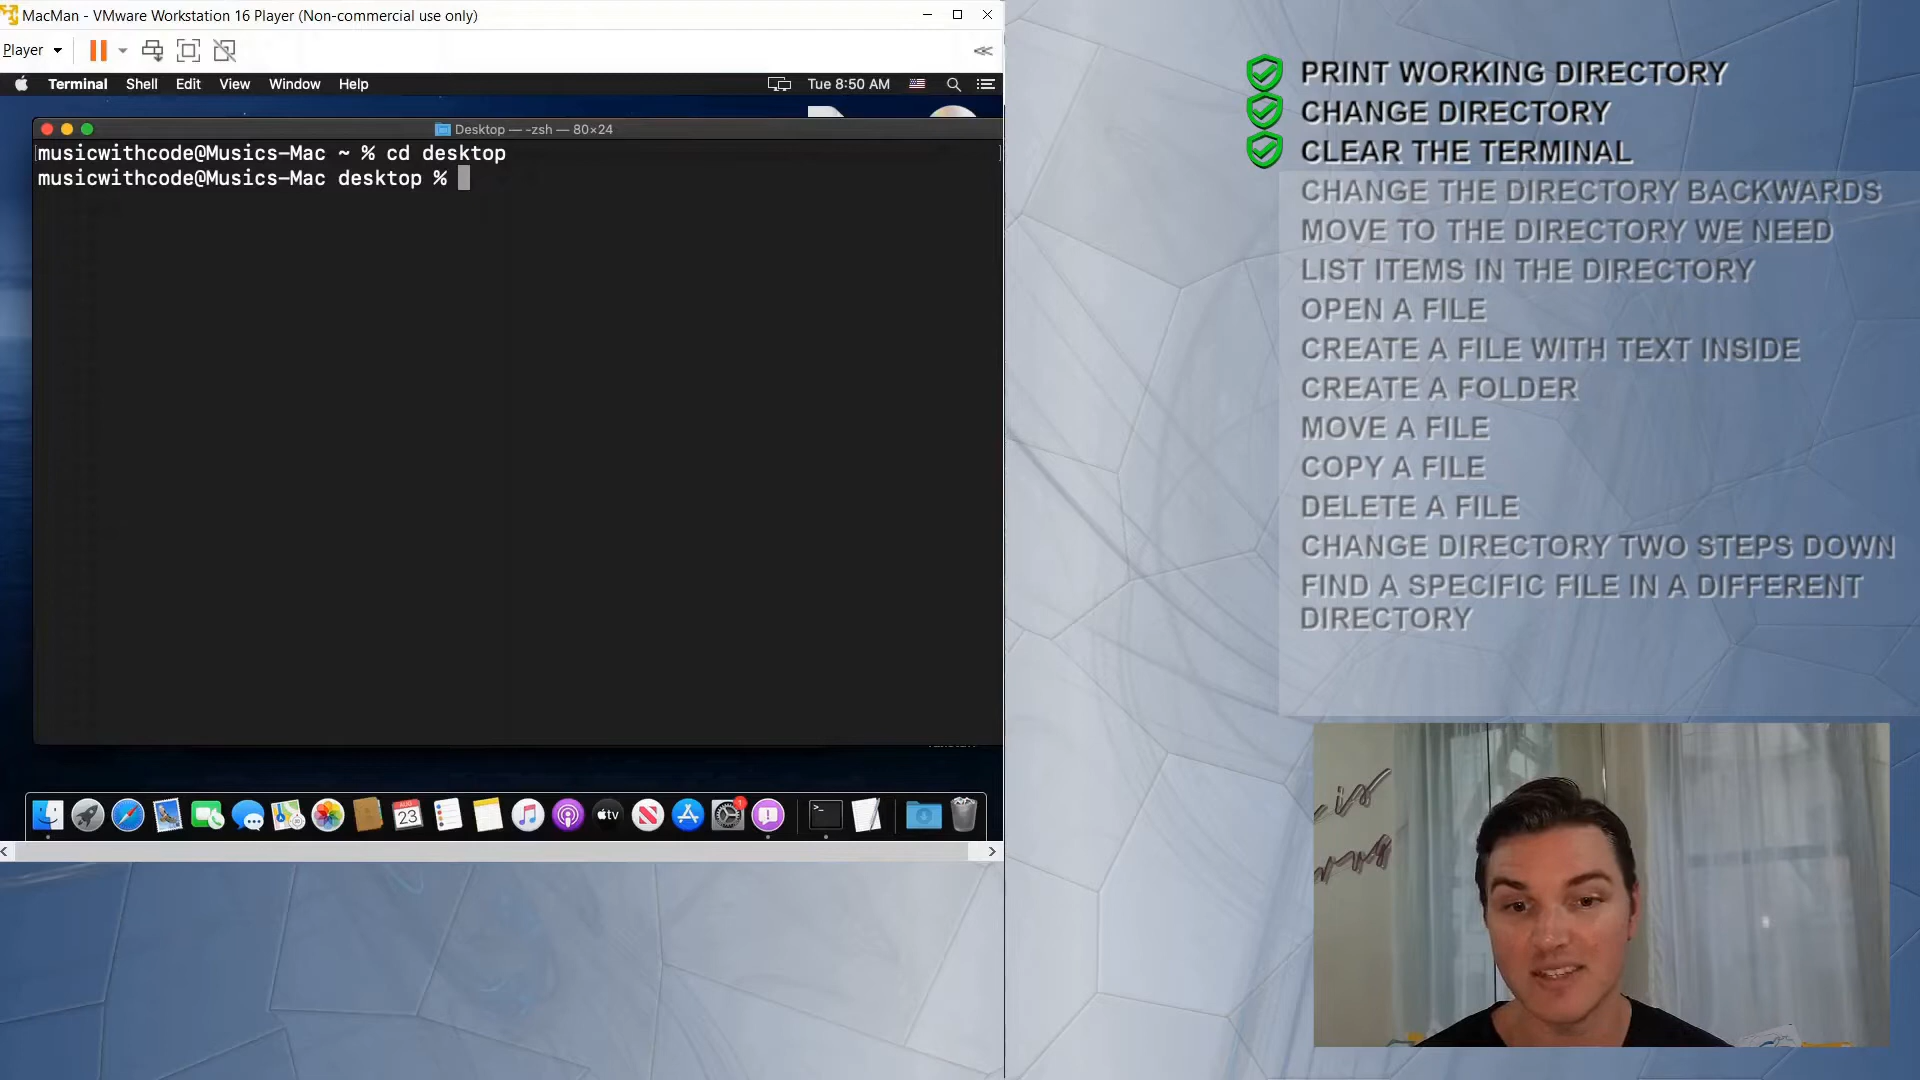 MacMan - VMware Workstation 16 Player (Non-commercial use only)
Player
Terminal Shell Edit View Window Help Tue 8:50 AM
Desktop — -zsh — 80×24
musicwithcode@Musics-Mac ~ % cd desktop
musicwithcode@Musics-Mac desktop %
AUG
23
tv
1
PRINT WORKING DIRECTORY
CHANGE DIRECTORY
CLEAR THE TERMINAL
CHANGE THE DIRECTORY BACKWARDS
MOVE TO THE DIRECTORY WE NEED
LIST ITEMS IN THE DIRECTORY
OPEN A FILE
CREATE A FILE WITH TEXT INSIDE
CREATE A FOLDER
MOVE A FILE
COPY A FILE
DELETE A FILE
CHANGE DIRECTORY TWO STEPS DOWN
FIND A SPECIFIC FILE IN A DIFFERENT
DIRECTORY